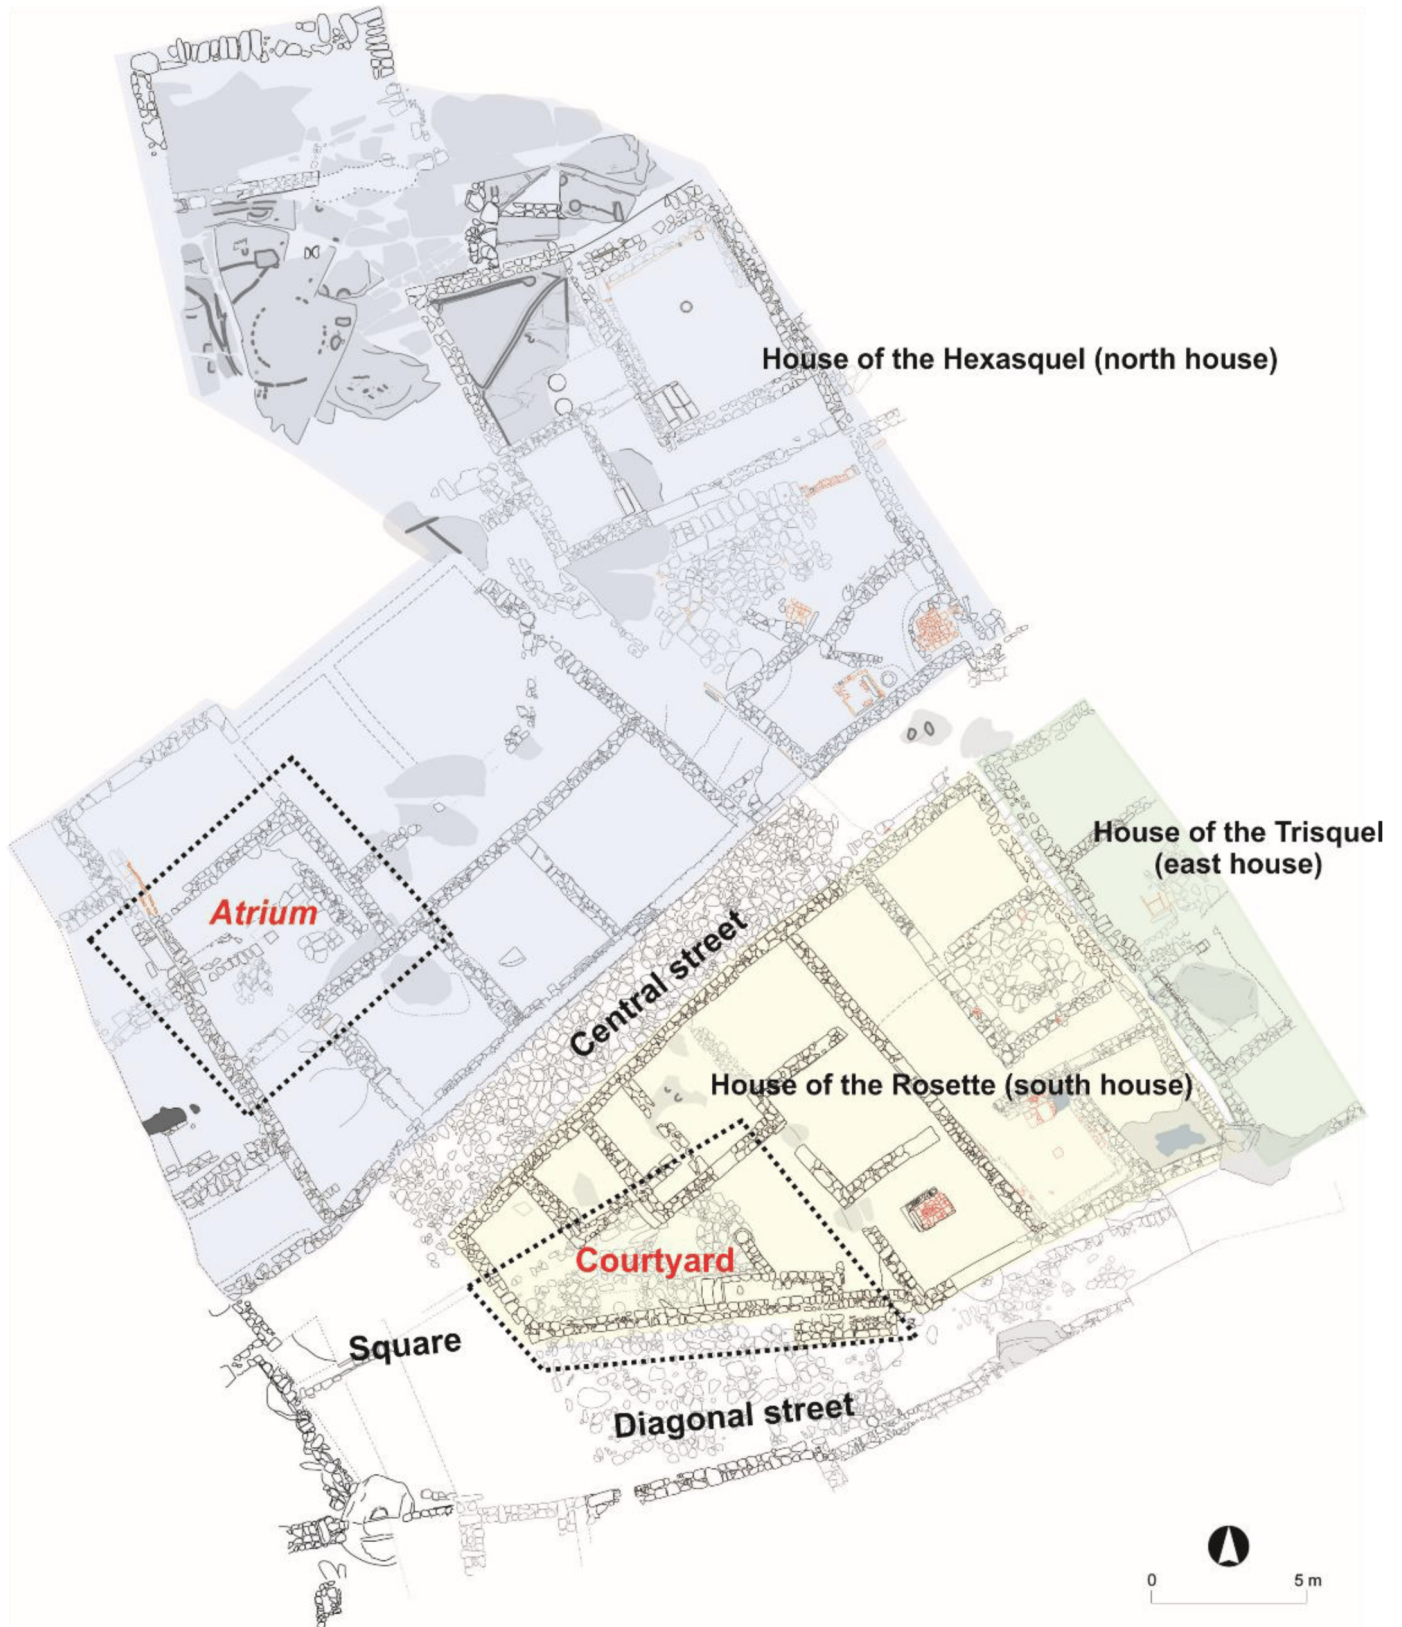 House of the Hexasquel (north house)
House of the Trisquel
(east house)
Atrium
Central street
House of the Rosette (south house)
Courtyard
Square
Diagonal street
0 5 m